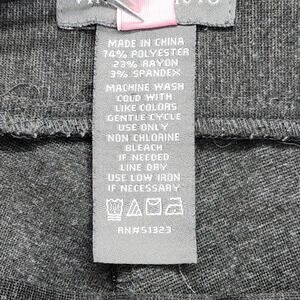 MADE IN CHINA
74% POLYESTER
23% RAYON
3% SPANDEX
MACHINE WASH
COLD WITH
LIKE COLORS
GENTLE CYCLE
USE ONLY
NON CHLORINE
BLEACH
IF NEEDED
LINE DRY
USE LOW IRON
IF NECESSARY
RN#51323